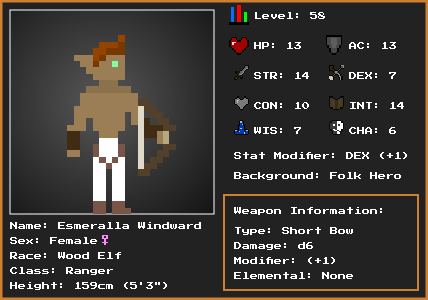 Level: 58
HP: 13 AC: 13
STR: 14 DEX: 7
CON: 10 INT: 14
WIS: 7 CHA: 6
Stat Modifier: DEX (+1)
Background: Folk Hero
Name: Esmeralla Windward
Sex: Female♀
Race: Wood Elf
Class: Ranger
Height: 159cm (5'3")
Weapon Information:
Type: Short Bow
Damage: d6
Modifier: (+1)
Elemental: None